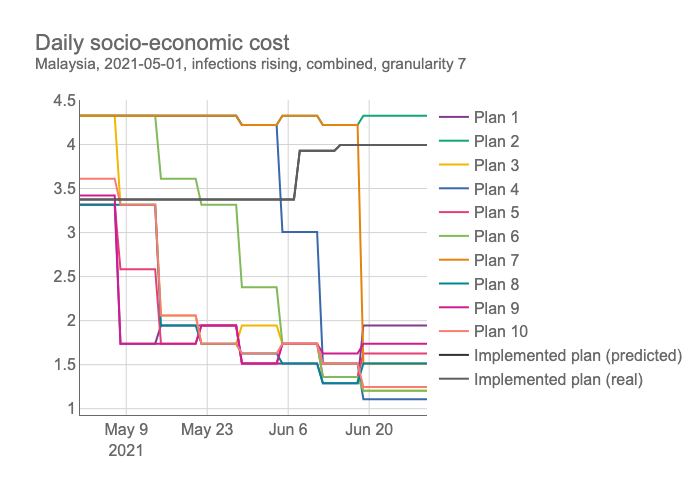 Daily socio-economic cost
Malaysia, 2021-05-01, infections rising, combined, granularity 7
4.5
4
3.5
3
2.5
2
1.5
1
May 9
2021
May 23
Jun 6
Jun 20
Plan 1
Plan 2
Plan 3
Plan 4
Plan 5
Plan 6
Plan 7
Plan 8
Plan 9
Plan 10
Implemented plan (predicted)
Implemented plan (real)